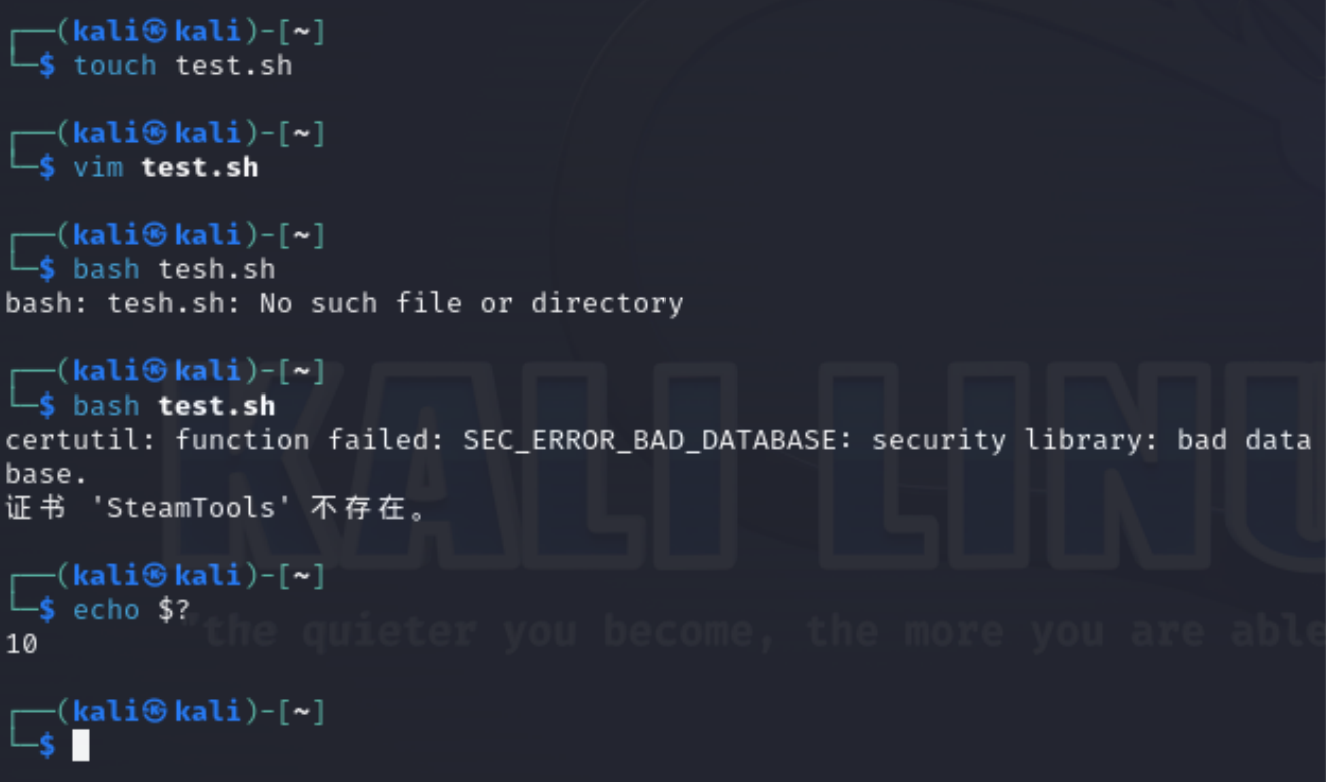 ┌──(kali㉿kali)-[~]
└─$ touch test.sh
┌──(kali㉿kali)-[~]
└─$ vim test.sh
┌──(kali㉿kali)-[~]
└─$ bash tesh.sh
bash: tesh.sh: No such file or directory
┌──(kali㉿kali)-[~]
└─$ bash test.sh
certutil: function failed: SEC_ERROR_BAD_DATABASE: security library: bad data
base.
证书 'SteamTools' 不存在。
┌──(kali㉿kali)-[~]
└─$ echo $?
10
┌──(kali㉿kali)-[~]
└─$
KALI LINU
"the quieter you become, the more you are able